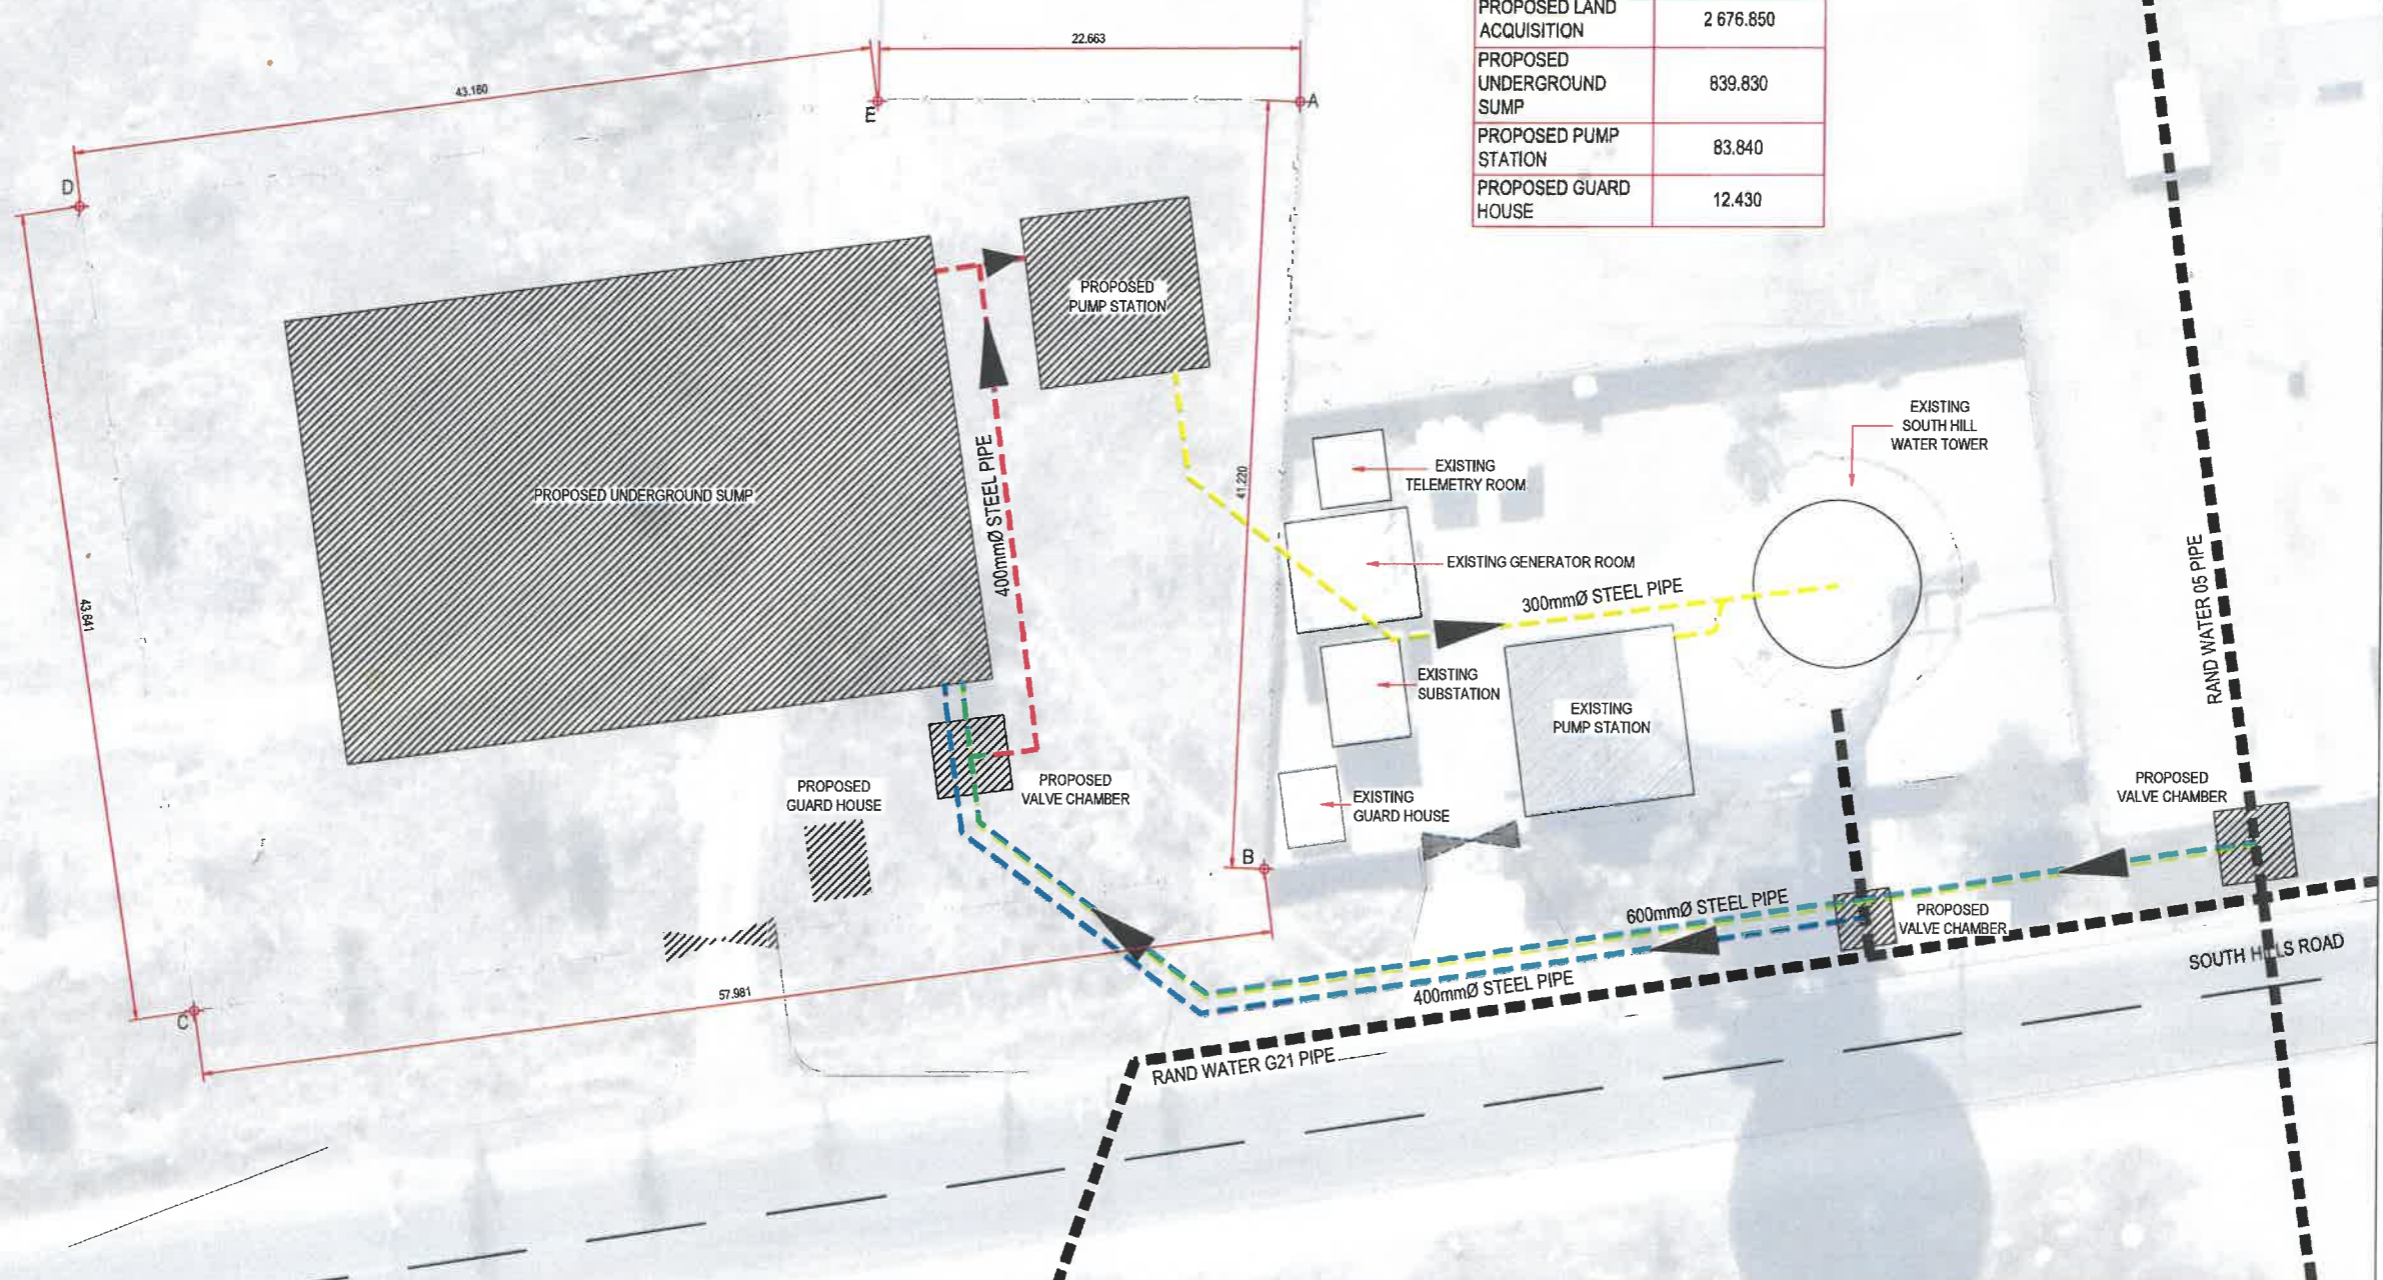 PROPOSED LAND
ACQUISITION
2 676.850
PROPOSED
UNDERGROUND
SUMP
839.830
PROPOSED PUMP
STATION
83.840
PROPOSED GUARD
HOUSE
12.430
22.663
43.160
E
A
D
PROPOSED
PUMP STATION
EXISTING
SOUTH HILL
WATER TOWER
EXISTING
TELEMETRY ROOM
41.220
PROPOSED UNDERGROUND SUMP
400mmØ STEEL PIPE
EXISTING GENERATOR ROOM
300mmØ STEEL PIPE
RAND WATER 05 PIPE
43.641
EXISTING
SUBSTATION
EXISTING
PUMP STATION
PROPOSED
GUARD HOUSE
PROPOSED
VALVE CHAMBER
EXISTING
GUARD HOUSE
PROPOSED
VALVE CHAMBER
B
600mmØ STEEL PIPE
PROPOSED
VALVE CHAMBER
SOUTH HILLS ROAD
57.981
400mmØ STEEL PIPE
C
RAND WATER G21 PIPE